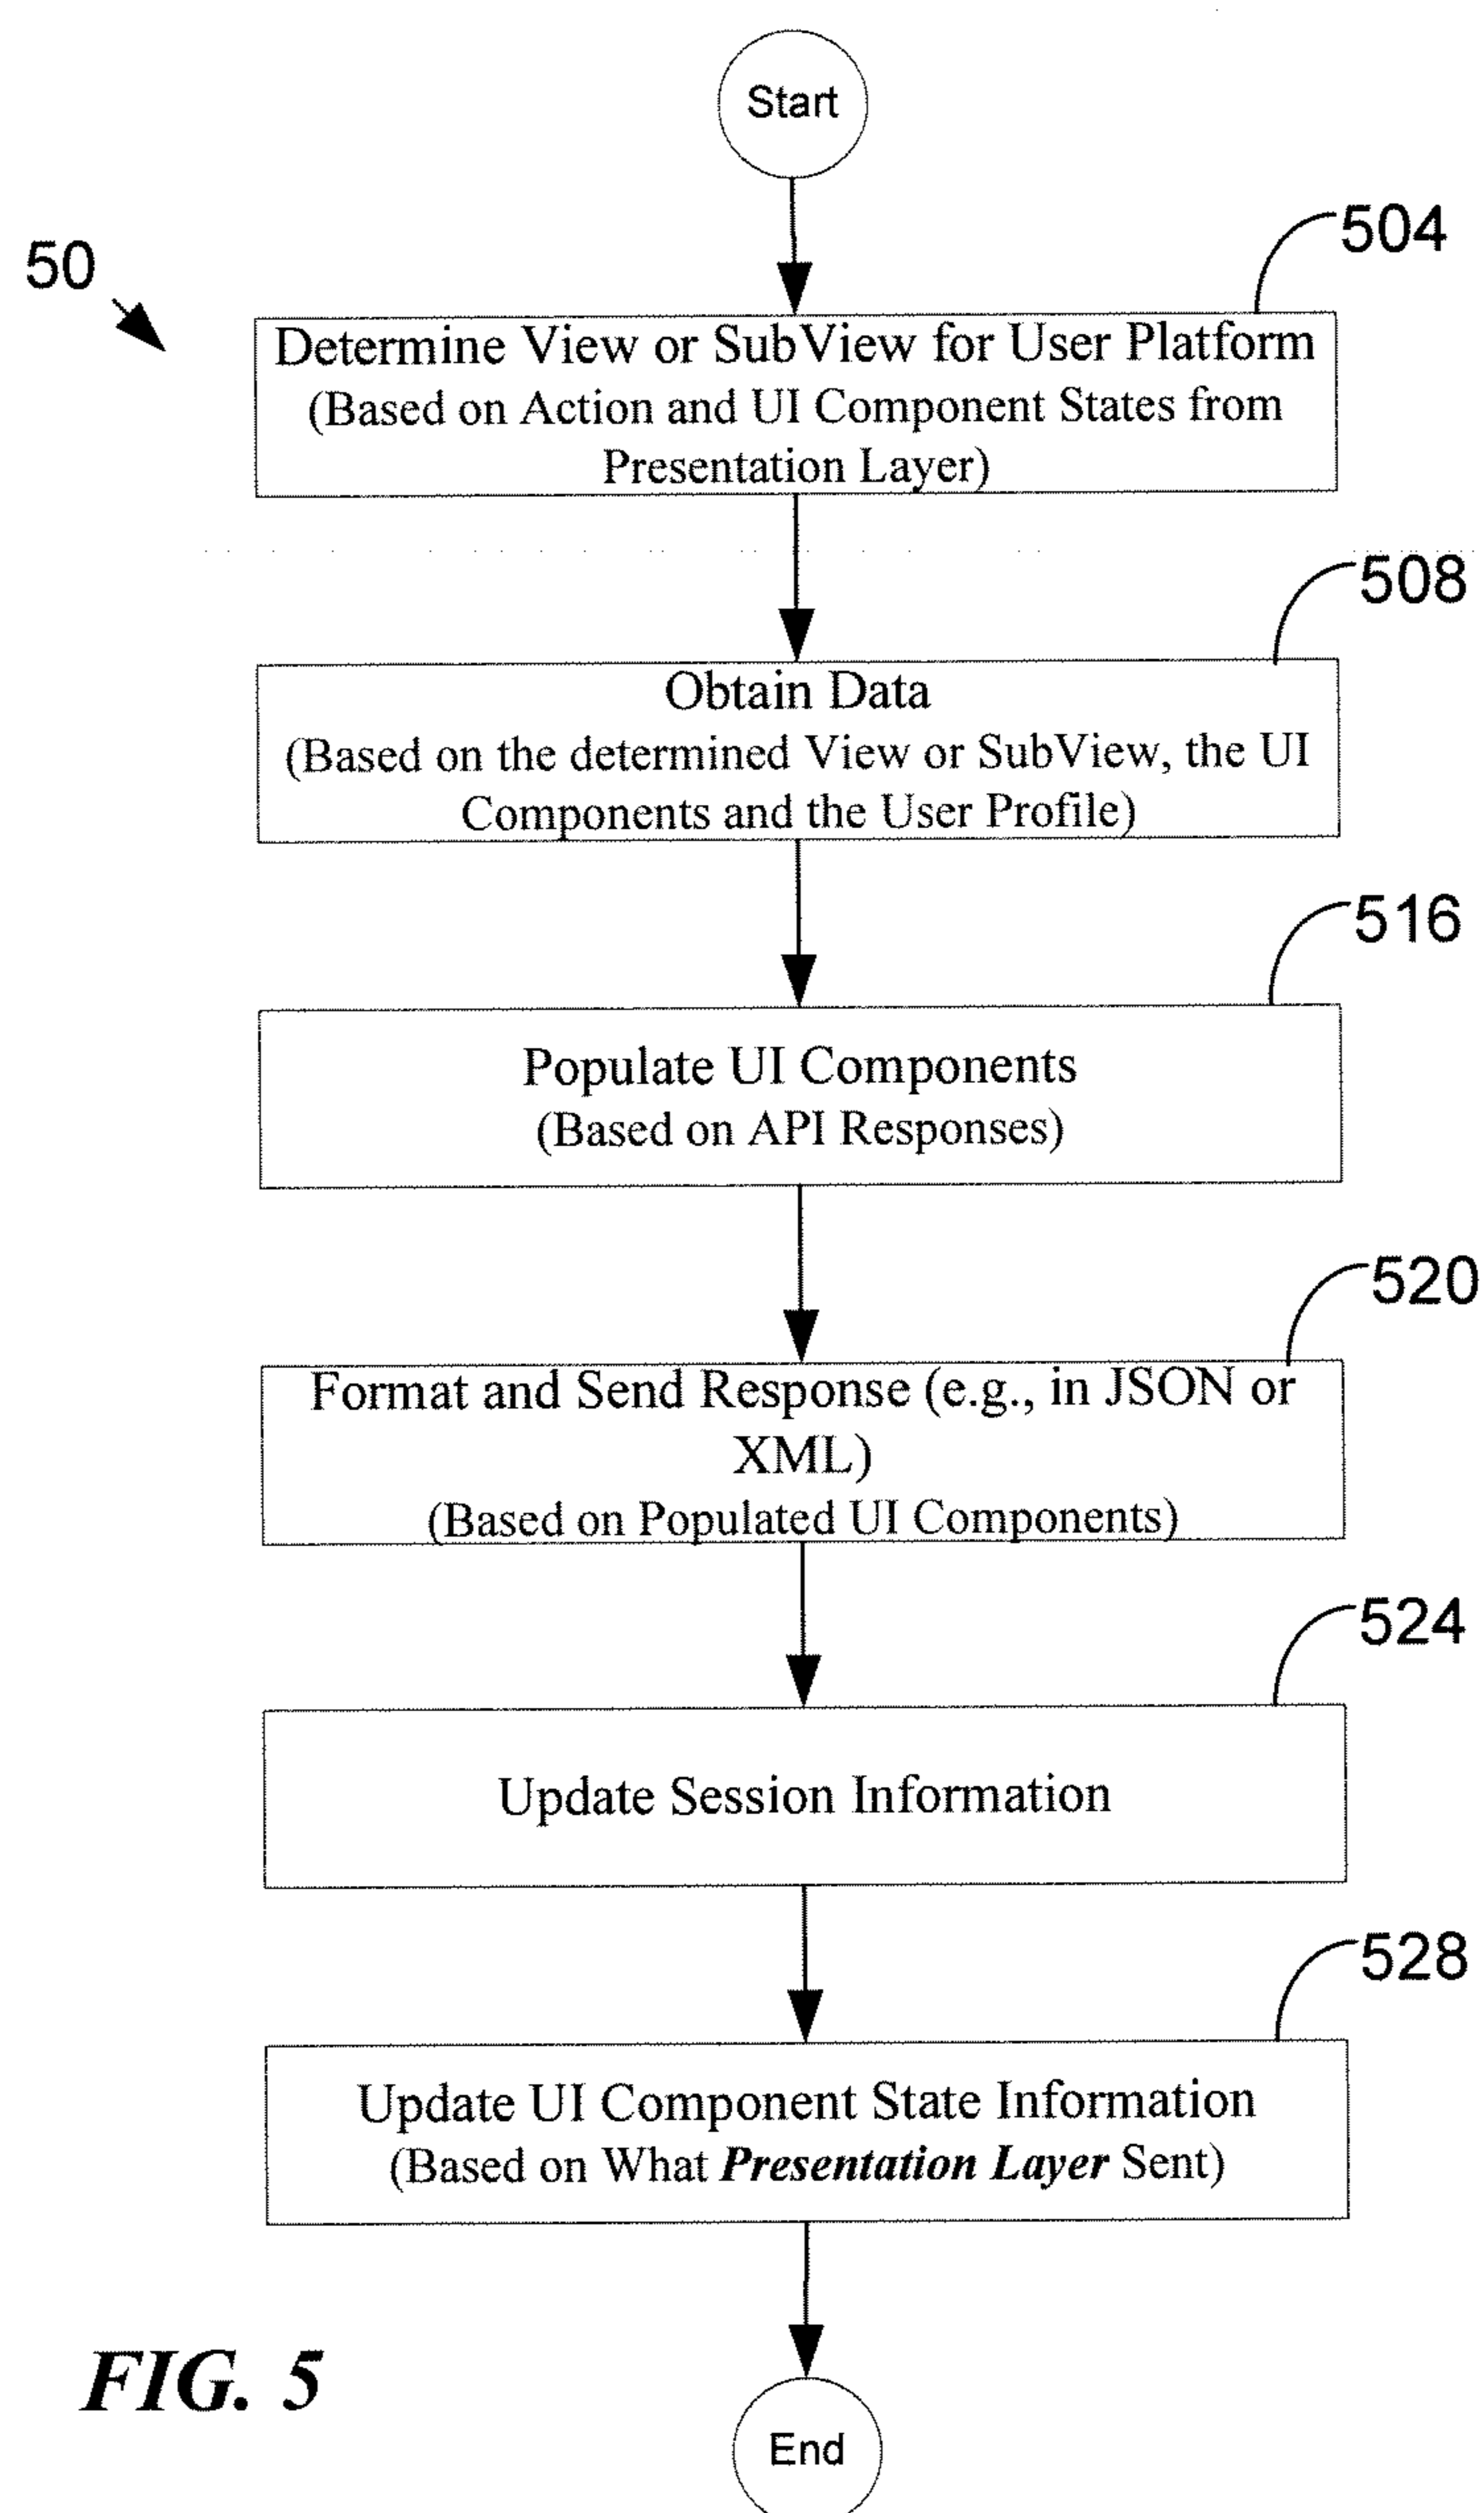 Start
504
50
Determine View or SubView for User Platform
(Based on Action and UI Component States from
Presentation Layer)
508
Obtain Data
(Based on the determined View or SubView, the UI
Components and the User Profile)
516
Populate UI Components
(Based on API Responses)
520
Format and Send Response (e.g., in JSON or
XML)
(Based on Populated UI Components)
524
Update Session Information
528
Update UI Component State Information
(Based on What Presentation Layer Sent)
FIG. 5
End